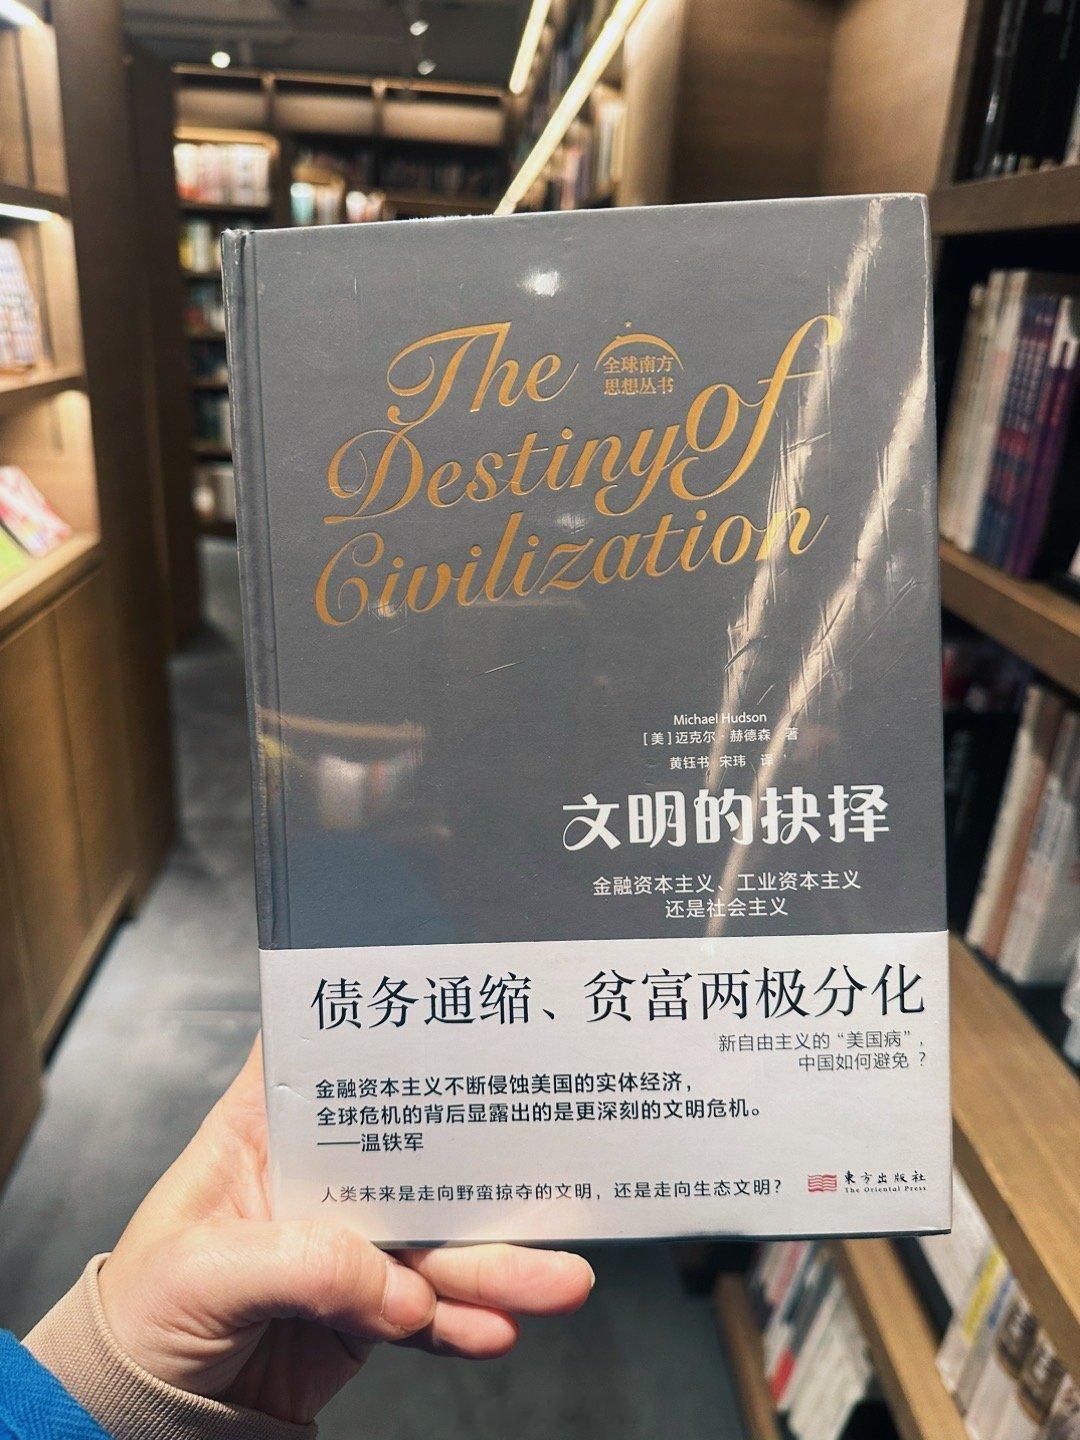 The
全球南方
思想丛书
Destiny of
Civilization
Michael Hudson
[美]迈克尔·赫德森 著
黄钰书 宋玮 译
文明的抉择
金融资本主义、工业资本主义
还是社会主义
债务通缩、贫富两极分化
新自由主义的“美国病”，
中国如何避免？
金融资本主义不断侵蚀美国的实体经济，
全球危机的背后显露出的是更深刻的文明危机。
——温铁军
人类未来是走向野蛮掠夺的文明，还是走向生态文明？
東方出版社
The Oriental Press